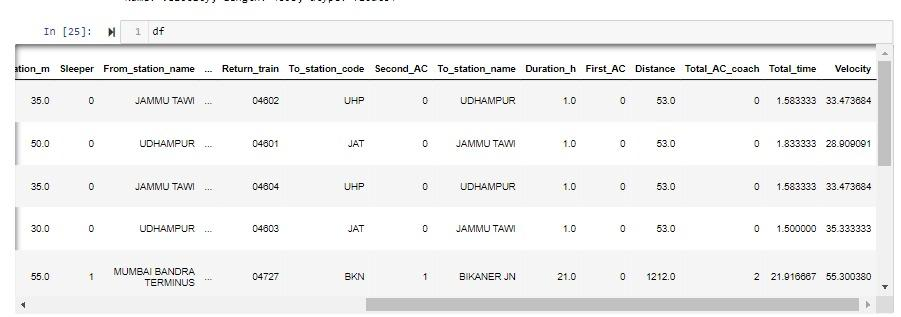 In [25]: 1 df
ation_m Sleeper From_station_name ... Return_train To_station_code Second_AC To_station_name Duration_h First_AC Distance Total_AC_coach Total_time Velocity
35.0 0 JAMMU TAWI ... 04602 UHP 0 UDHAMPUR 1.0 0 53.0 0 1.583333 33.473684
50.0 0 UDHAMPUR ... 04601 JAT 0 JAMMU TAWI 1.0 0 53.0 0 1.833333 28.909091
35.0 0 JAMMU TAWI ... 04604 UHP 0 UDHAMPUR 1.0 0 53.0 0 1.583333 33.473684
30.0 0 UDHAMPUR ... 04603 JAT 0 JAMMU TAWI 1.0 0 53.0 0 1.500000 35.333333
55.0 1 MUMBAI BANDRA
TERMINUS ... 04727 BKN 1 BIKANER JN 21.0 0 1212.0 2 21.916667 55.300380